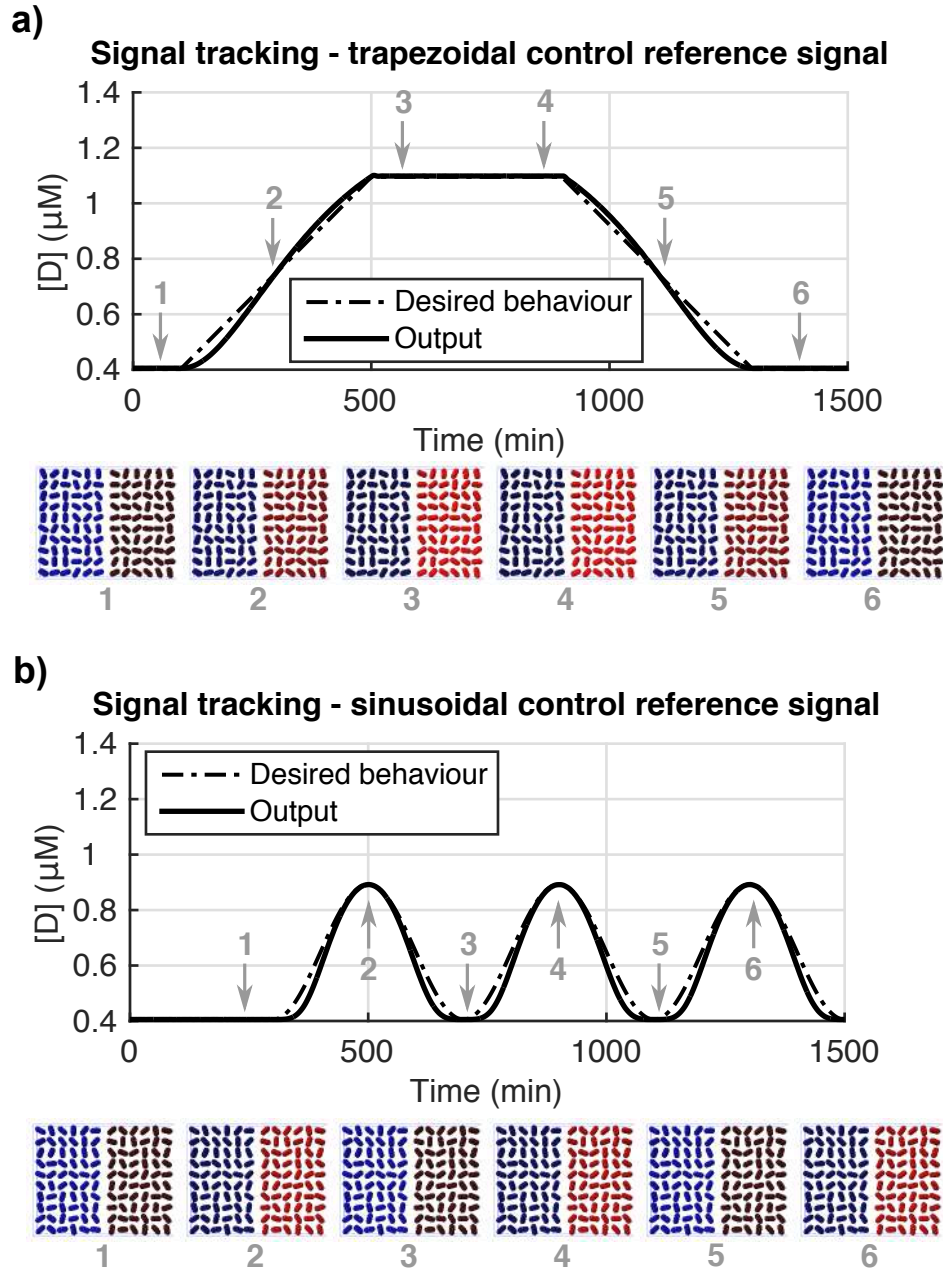 a)
Signal tracking - trapezoidal control reference signal
1.4
1.2
1
0.8
0.6
0.4
[D] (µM)
1
2
3
4
5
6
Desired behaviour
Output
0 500 1000 1500
Time (min)
1 2 3 4 5 6
b)
Signal tracking - sinusoidal control reference signal
1.4
1.2
1
0.8
0.6
0.4
[D] (µM)
Desired behaviour
Output
1
2
3
4
5
6
0 500 1000 1500
Time (min)
1 2 3 4 5 6